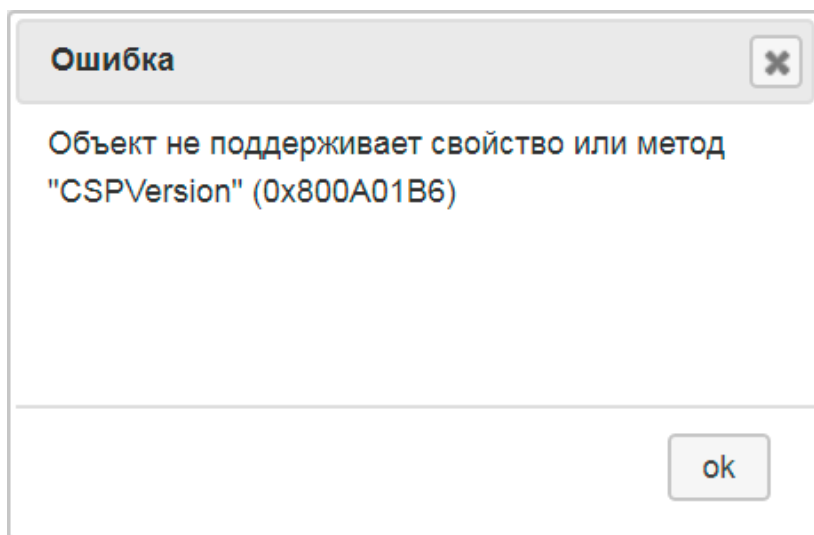 Ошибка
Объект не поддерживает свойство или метод
"CSPVersion" (0x800A01B6)
ok